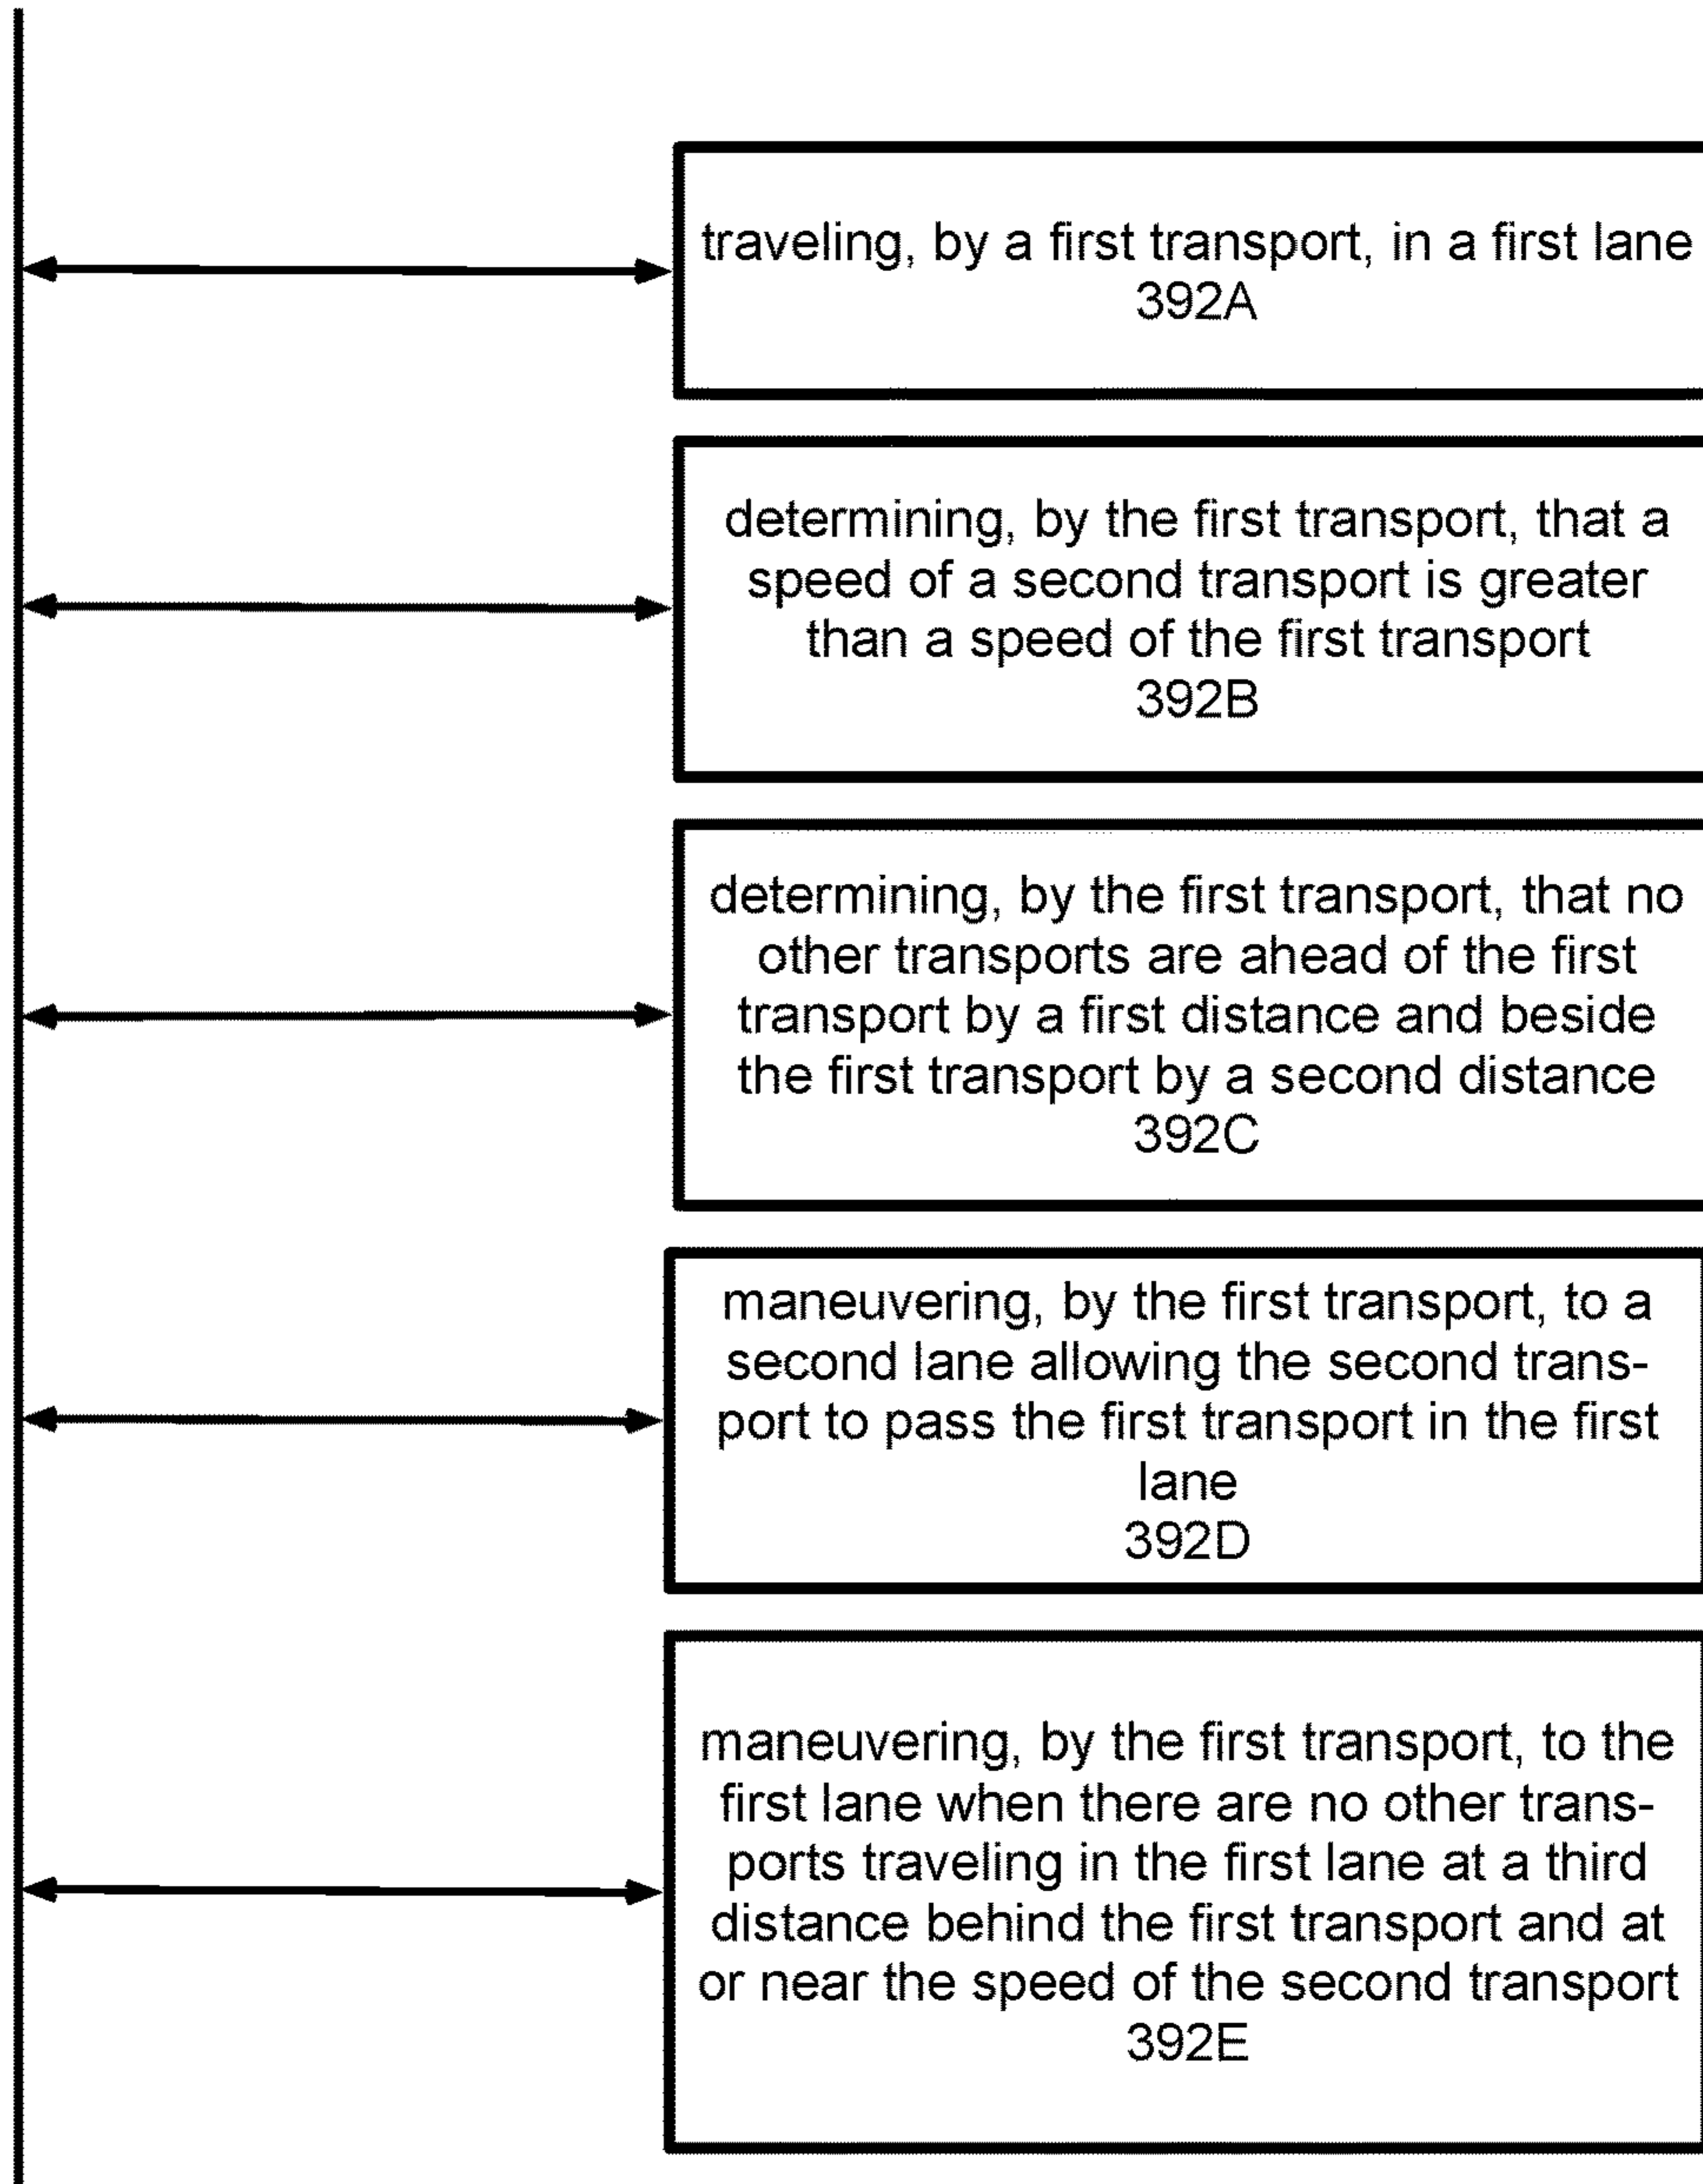 traveling, by a first transport, in a first lane
392A
determining, by the first transport, that a
speed of a second transport is greater
than a speed of the first transport
392B
determining, by the first transport, that no
other transports are ahead of the first
transport by a first distance and beside
the first transport by a second distance
392C
maneuvering, by the first transport, to a
second lane allowing the second trans-
port to pass the first transport in the first
lane
392D
maneuvering, by the first transport, to the
first lane when there are no other trans-
ports traveling in the first lane at a third
distance behind the first transport and at
or near the speed of the second transport
392E